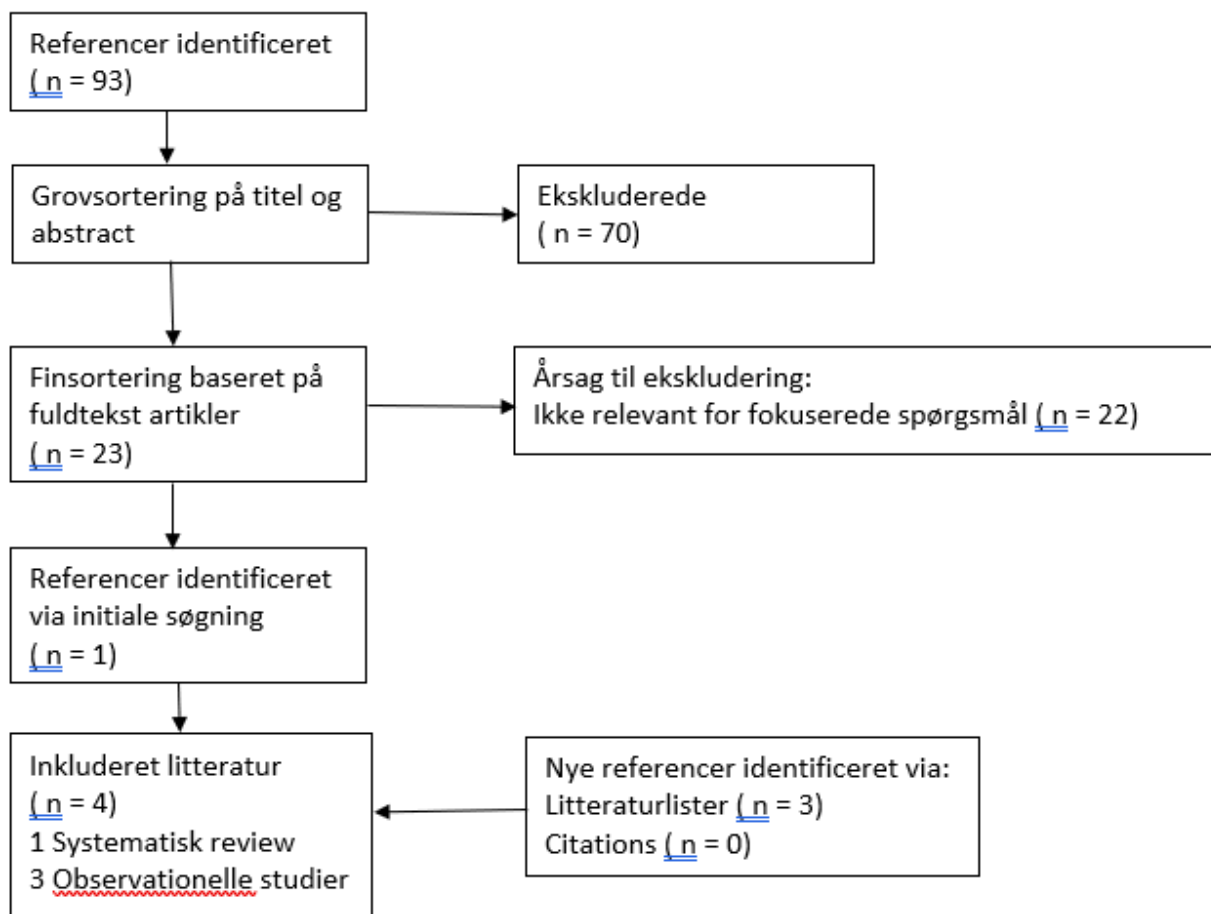 Referencer identificeret
( n = 93)
Grovsortering på titel og
abstract
Ekskluderede
( n = 70)
Finsortering baseret på
fuldtekst artikler
( n = 23)
Årsag til ekskludering:
Ikke relevant for fokuserede spørgsmål ( n = 22)
Referencer identificeret
via initiale søgning
( n = 1)
Inkluderet litteratur
( n = 4)
1 Systematisk review
3 Observationelle studier
Nye referencer identificeret via:
Litteraturlister ( n = 3)
Citations ( n = 0)